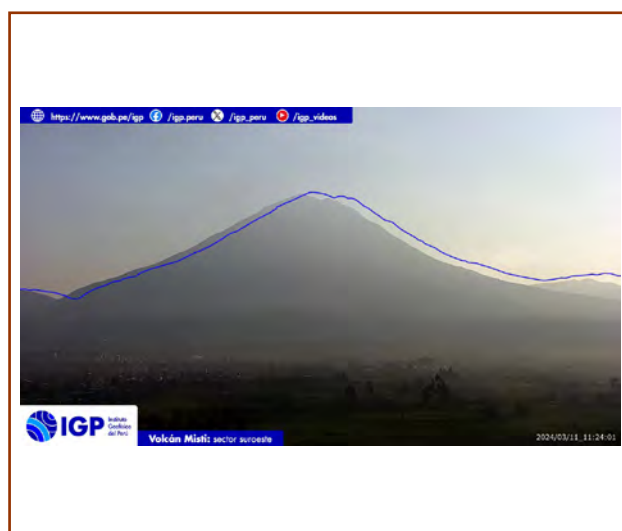 https://www.gob.pe/igp /igp.peru /igp_peru /igp_videos
IGP
Instituto
Geofísico
del Perú
Volcán Misti: sector suroeste
2024/03/11_11:24:01